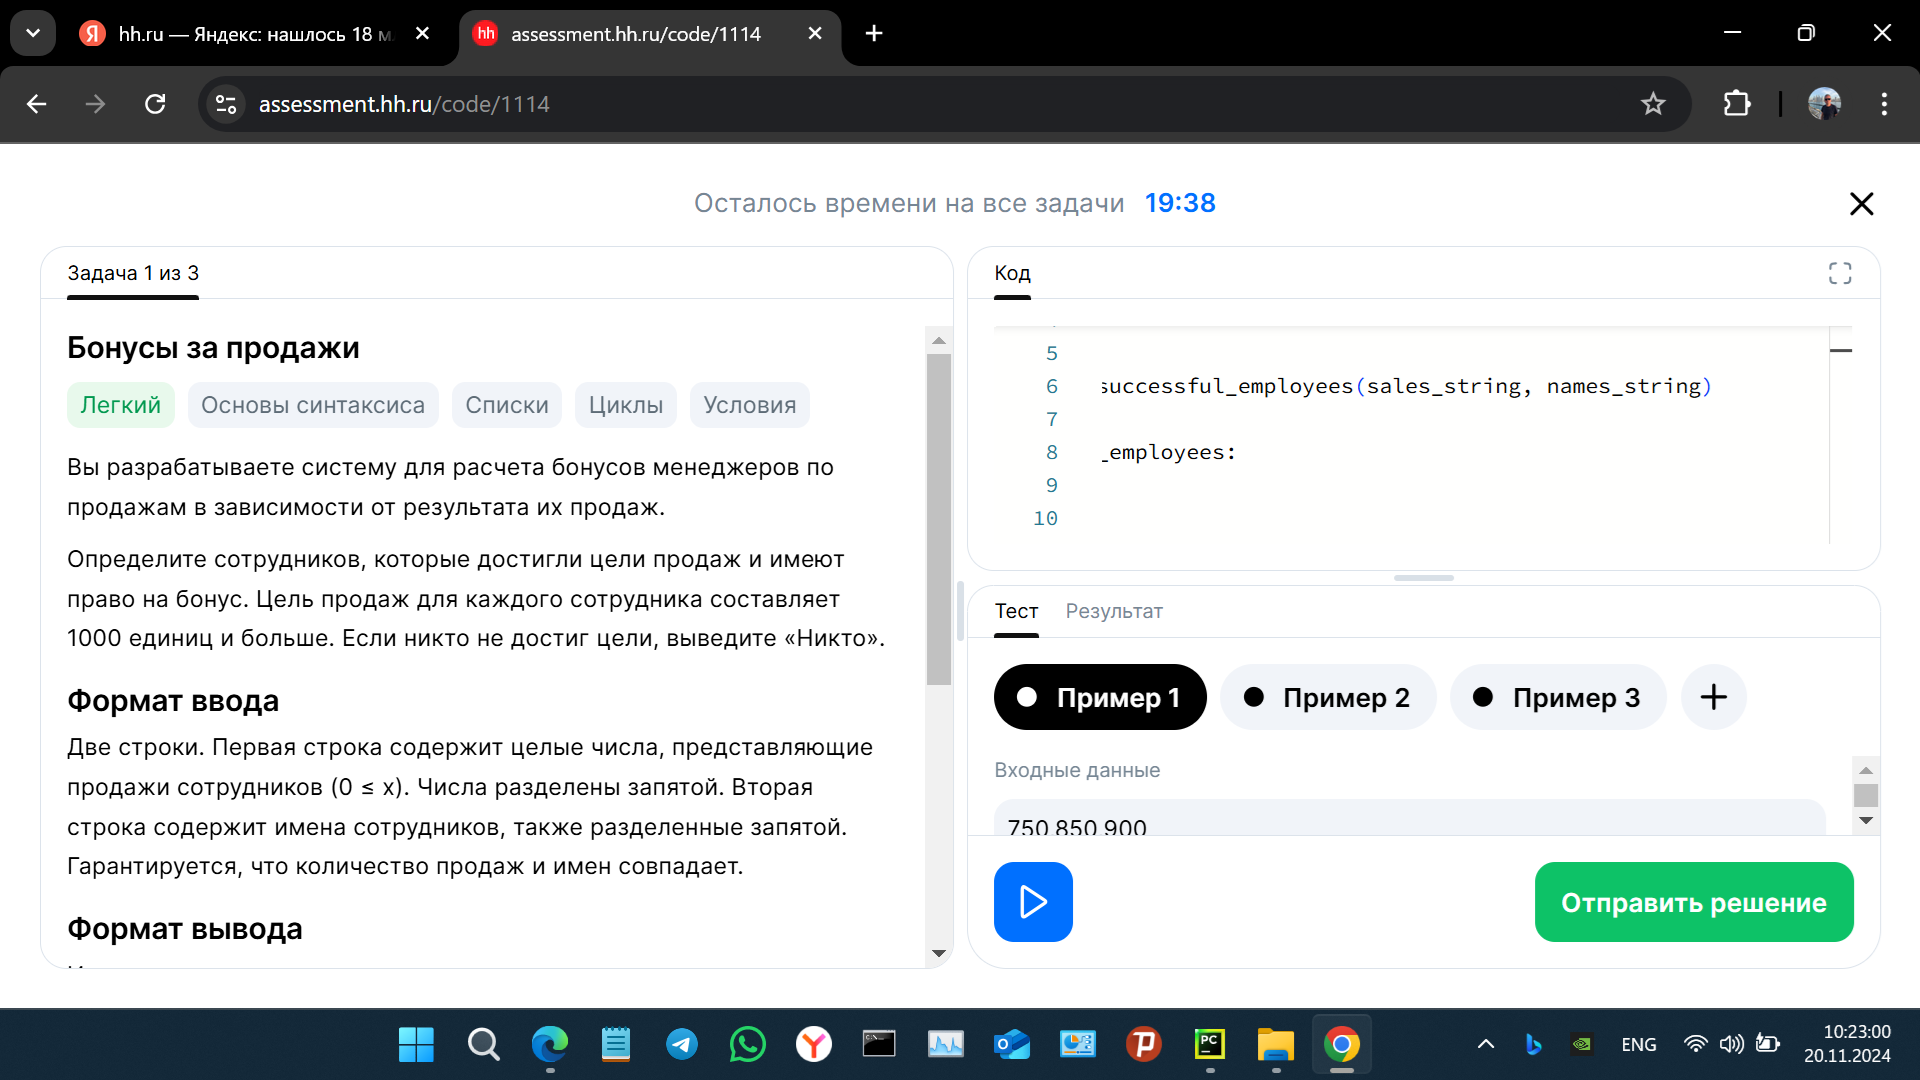 hh.ru — Яндекс: нашлось 18 м
hh
assessment.hh.ru/code/1114
assessment.hh.ru/code/1114
Осталось времени на все задачи 19:38
Задача 1 из 3
Бонусы за продажи
Легкий Основы синтаксиса Списки Циклы Условия
Вы разрабатываете систему для расчета бонусов менеджеров по
продажам в зависимости от результата их продаж.
Определите сотрудников, которые достигли цели продаж и имеют
право на бонус. Цель продаж для каждого сотрудника составляет
1000 единиц и больше. Если никто не достиг цели, выведите «Никто».
Формат ввода
Две строки. Первая строка содержит целые числа, представляющие
продажи сотрудников (0 ≤ x). Числа разделены запятой. Вторая
строка содержит имена сотрудников, также разделенные запятой.
Гарантируется, что количество продаж и имен совпадает.
Формат вывода
Код
5
6 successful_employees(sales_string, names_string)
7
8 _employees:
9
10
Тест Результат
Пример 1 Пример 2 Пример 3
Входные данные
750,850,900
Отправить решение
ENG
10:23:00
20.11.2024